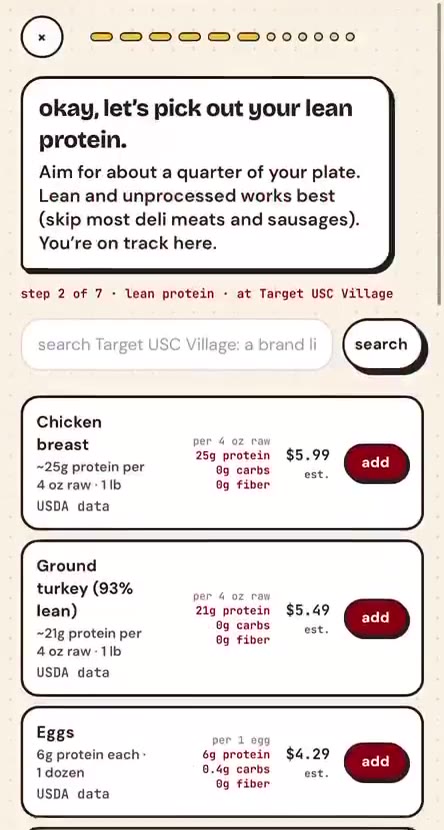 ×
okay, let's pick out your lean
protein.
Aim for about a quarter of your plate.
Lean and unprocessed works best
(skip most deli meats and sausages).
You're on track here.
step 2 of 7 · lean protein · at Target USC Village
search Target USC Village: a brand li
search
Chicken
breast
~25g protein per
4 oz raw · 1 lb
USDA data
per 4 oz raw
25g protein
0g carbs
0g fiber
$5.99
est.
add
Ground
turkey (93%
lean)
~21g protein per
4 oz raw · 1 lb
USDA data
per 4 oz raw
21g protein
0g carbs
0g fiber
$5.49
est.
add
Eggs
6g protein each ·
1 dozen
USDA data
per 1 egg
6g protein
0.4g carbs
0g fiber
$4.29
est.
add